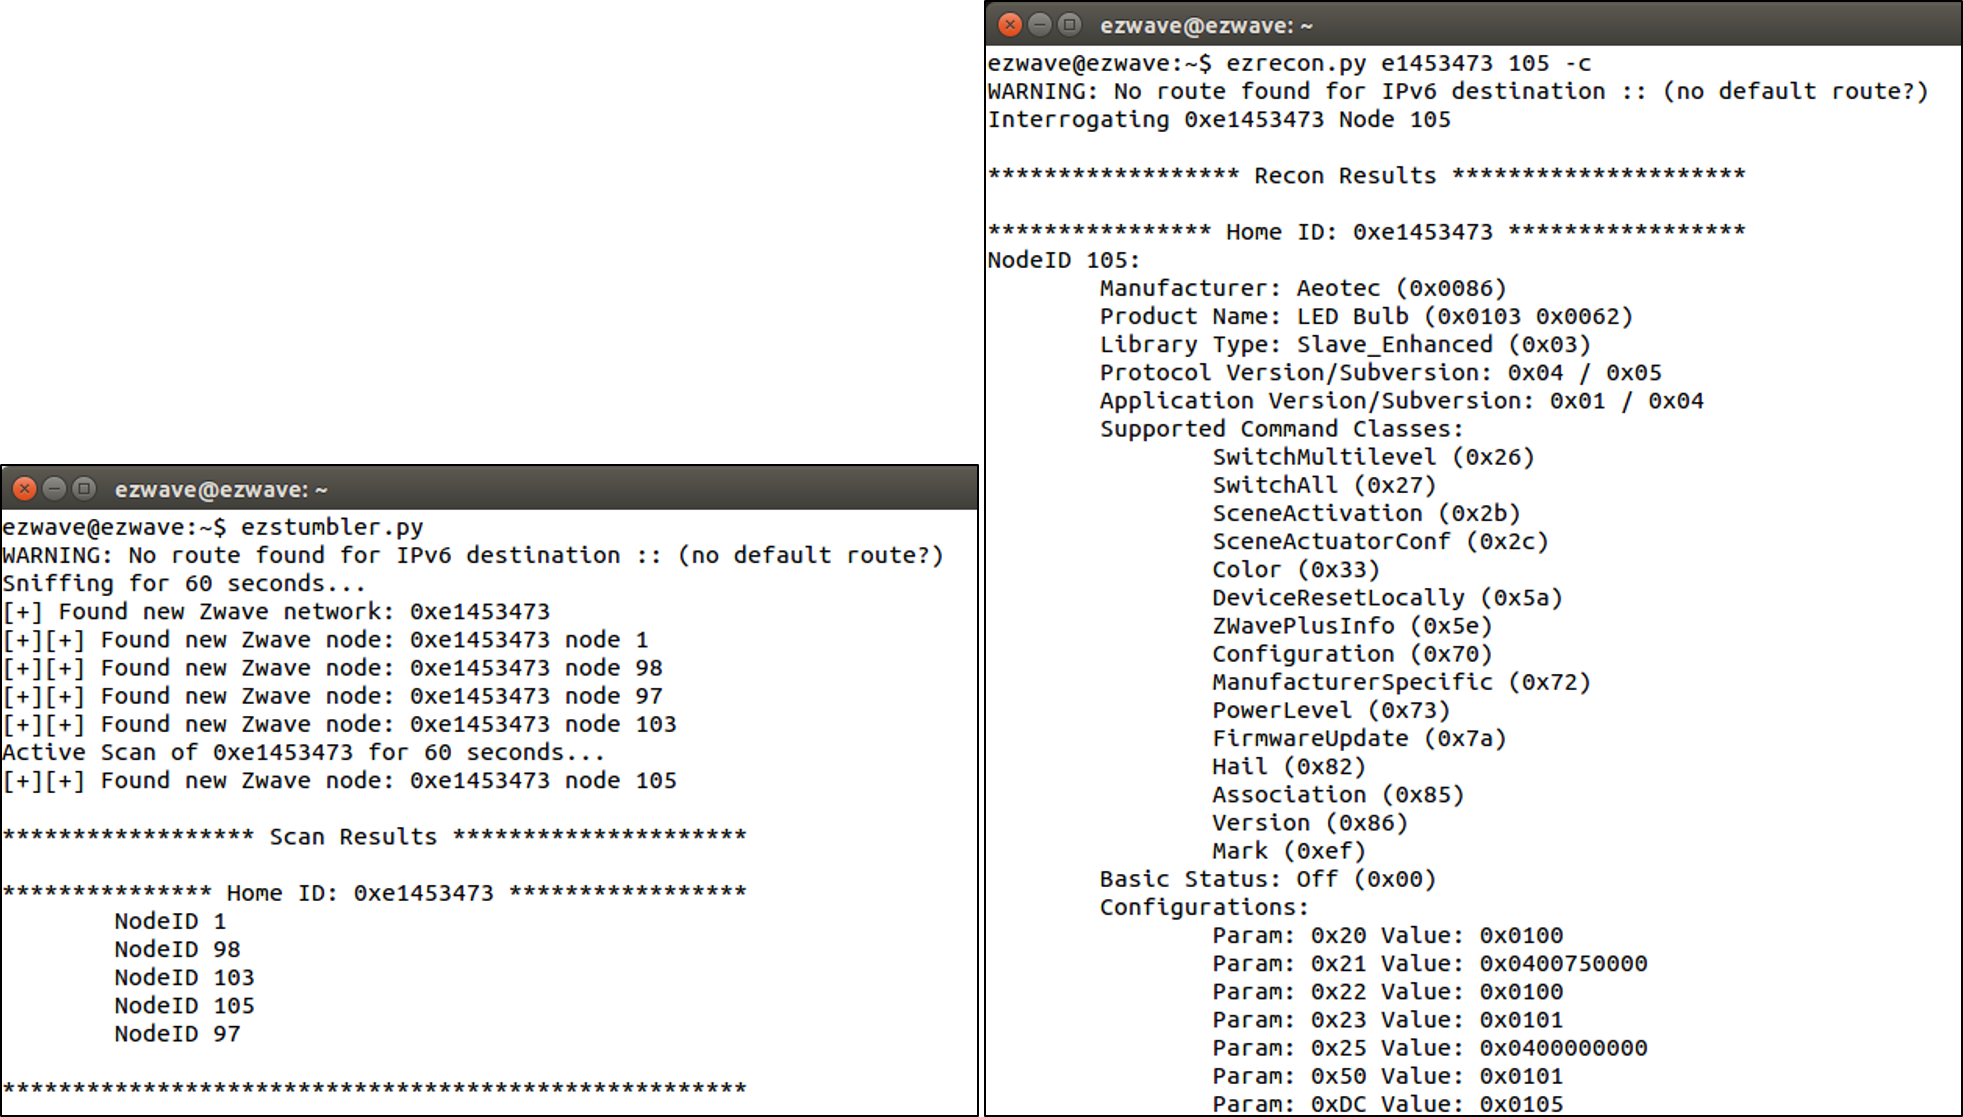 ezwave@ezwave: ~
ezwave@ezwave:~$ ezstumbler.py
WARNING: No route found for IPv6 destination :: (no default route?)
Sniffing for 60 seconds...
[+] Found new Zwave network: 0xe1453473
[+][+] Found new Zwave node: 0xe1453473 node 1
[+][+] Found new Zwave node: 0xe1453473 node 98
[+][+] Found new Zwave node: 0xe1453473 node 97
[+][+] Found new Zwave node: 0xe1453473 node 103
Active Scan of 0xe1453473 for 60 seconds...
[+][+] Found new Zwave node: 0xe1453473 node 105
****************** Scan Results *********************
*************** Home ID: 0xe1453473 *****************
NodeID 1
NodeID 98
NodeID 103
NodeID 105
NodeID 97
*****************************************************
ezwave@ezwave: ~
ezwave@ezwave:~$ ezrecon.py e1453473 105 -c
WARNING: No route found for IPv6 destination :: (no default route?)
Interrogating 0xe1453473 Node 105
****************** Recon Results *********************
**************** Home ID: 0xe1453473 *****************
NodeID 105:
Manufacturer: Aeotec (0x0086)
Product Name: LED Bulb (0x0103 0x0062)
Library Type: Slave_Enhanced (0x03)
Protocol Version/Subversion: 0x04 / 0x05
Application Version/Subversion: 0x01 / 0x04
Supported Command Classes:
SwitchMultilevel (0x26)
SwitchAll (0x27)
SceneActivation (0x2b)
SceneActuatorConf (0x2c)
Color (0x33)
DeviceResetLocally (0x5a)
ZWavePlusInfo (0x5e)
Configuration (0x70)
ManufacturerSpecific (0x72)
PowerLevel (0x73)
FirmwareUpdate (0x7a)
Hail (0x82)
Association (0x85)
Version (0x86)
Mark (0xef)
Basic Status: Off (0x00)
Configurations:
Param: 0x20 Value: 0x0100
Param: 0x21 Value: 0x0400750000
Param: 0x22 Value: 0x0100
Param: 0x23 Value: 0x0101
Param: 0x25 Value: 0x0400000000
Param: 0x50 Value: 0x0101
Param: 0xDC Value: 0x0105